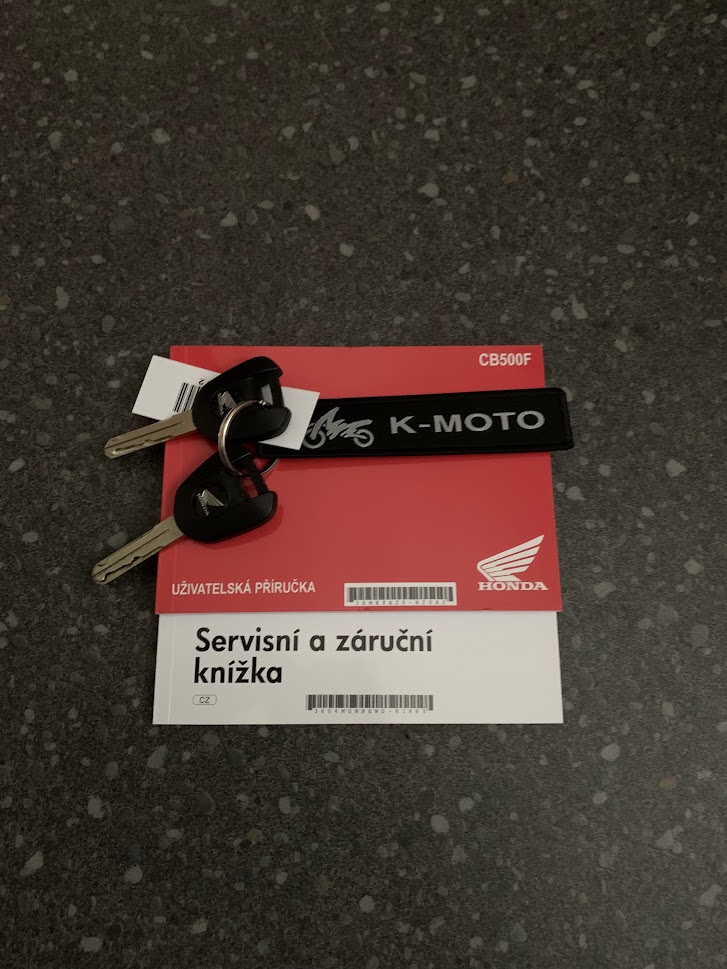 CB500F
K-MOTO
HONDA
UŽIVATELSKÁ PŘÍRUČKA
Servisní a záruční
knížka
CZ